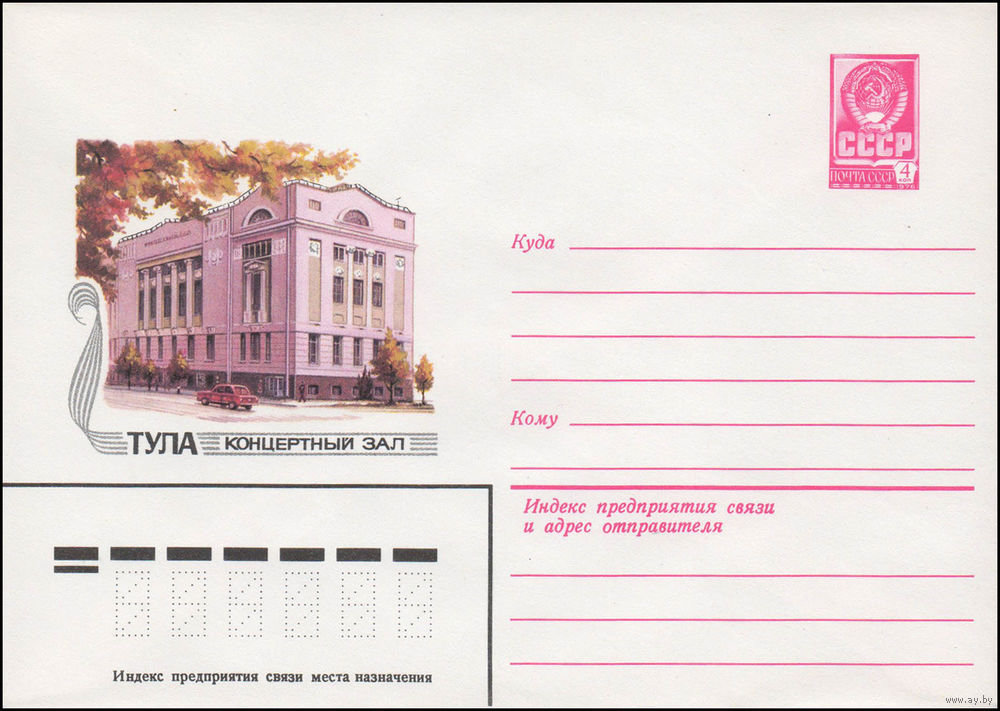 СССР
ПОЧТА СССР
4
КОП
1976
Куда
Кому
ТУЛА КОНЦЕРТНЫЙ ЗАЛ
Индекс предприятия связи
и адрес отправителя
Индекс предприятия связи места назначения
www.ay.by